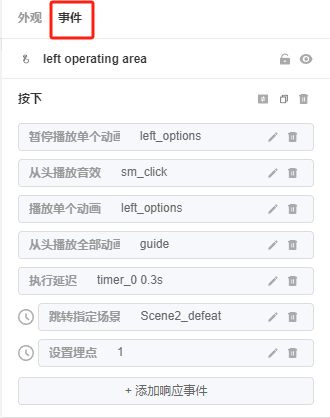 外观 事件
left operating area
按下
暂停播放单个动画 left_options
从头播放音效 sm_click
播放单个动画 left_options
从头播放全部动画 guide
执行延迟 timer_0 0.3s
跳转指定场景 Scene2_defeat
设置埋点 1
+ 添加响应事件